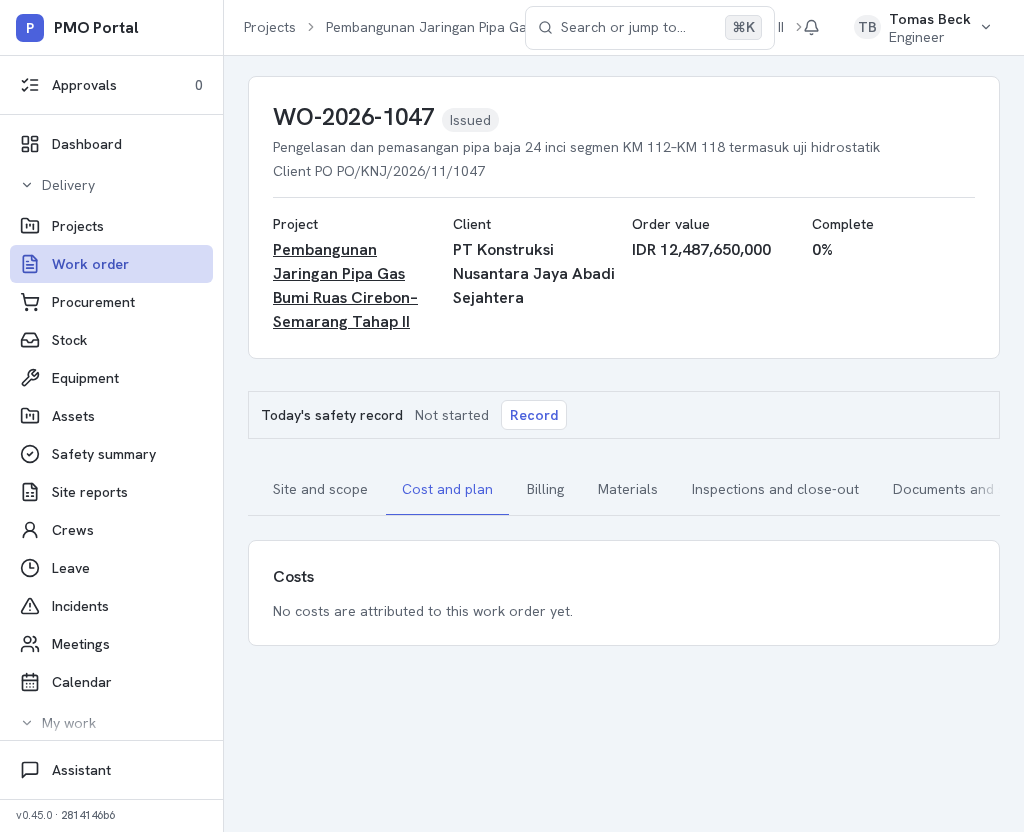 P PMO Portal
Projects > Pembangunan Jaringan Pipa Ga
Search or jump to... ⌘K
II >
TB
Tomas Beck
Engineer
Approvals 0
Dashboard
Delivery
Projects
Work order
Procurement
Stock
Equipment
Assets
Safety summary
Site reports
Crews
Leave
Incidents
Meetings
Calendar
My work
Assistant
v0.45.0 · 2814146b6
WO-2026-1047 Issued
Pengelasan dan pemasangan pipa baja 24 inci segmen KM 112–KM 118 termasuk uji hidrostatik
Client PO PO/KNJ/2026/11/1047
Project
Pembangunan
Jaringan Pipa Gas
Bumi Ruas Cirebon–
Semarang Tahap II
Client
PT Konstruksi
Nusantara Jaya Abadi
Sejahtera
Order value
IDR 12,487,650,000
Complete
0%
Today's safety record Not started Record
Site and scope Cost and plan Billing Materials Inspections and close-out Documents and
Costs
No costs are attributed to this work order yet.